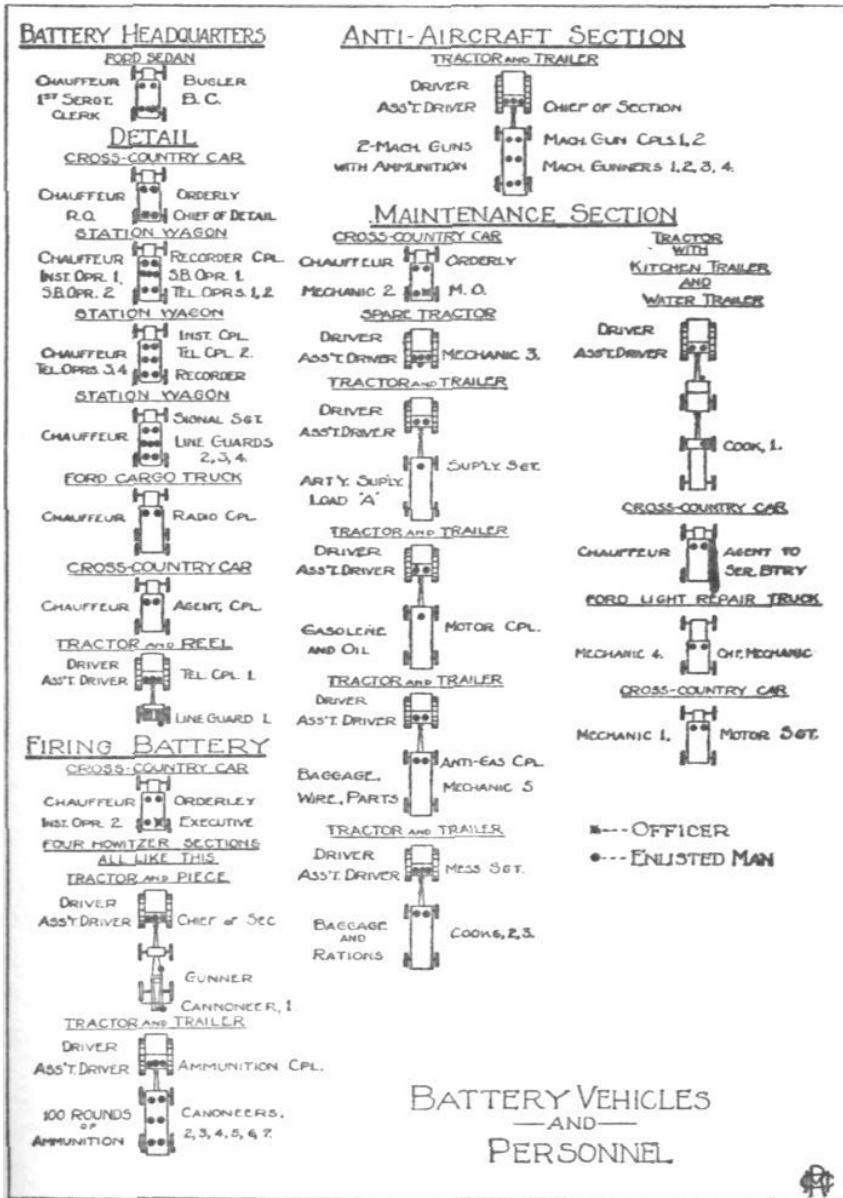 BATTERY HEADQUARTERS
FORD SEDAN
CHAUFFEUR BUGLER
1ST SERGT. B.C.
CLERK
DETAIL
CROSS-COUNTRY CAR
CHAUFFEUR ORDERLY
R.O. CHIEF OF DETAIL
STATION WAGON
CHAUFFEUR RECORDER CPL.
INST. OPR. 1, S.B. OPR. 1.
S.B. OPR. 2 TEL. OPRS. 1, 2
STATION WAGON
INST. CPL.
CHAUFFEUR TEL. CPL. 2.
TEL. OPRS. 3, 4 RECORDER
STATION WAGON
SIGNAL SGT.
CHAUFFEUR LINE GUARDS
2, 3, 4.
FORD CARGO TRUCK
CHAUFFEUR RADIO CPL.
CROSS-COUNTRY CAR
CHAUFFEUR AGENT, CPL.
TRACTOR AND REEL
DRIVER
ASS'T. DRIVER TEL. CPL. 1.
LINE GUARD 1.
FIRING BATTERY
CROSS-COUNTRY CAR
CHAUFFEUR ORDERLEY
INST. OPR. 2 EXECUTIVE
FOUR HOWITZER SECTIONS
ALL LIKE THIS
TRACTOR AND PIECE
DRIVER
ASS'T DRIVER CHIEF OF SEC
GUNNER
CANNONEER, 1.
TRACTOR AND TRAILER
DRIVER
ASS'T. DRIVER AMMUNITION CPL.
100 ROUNDS CANONEERS,
OF
AMMUNITION 2, 3, 4, 5, 6, 7.
ANTI-AIRCRAFT SECTION
TRACTOR AND TRAILER
DRIVER
ASS'T. DRIVER CHIEF OF SECTION
2-MACH. GUNS MACH. GUN CPLS. 1, 2
WITH AMMUNITION MACH. GUNNERS 1, 2, 3, 4.
MAINTENANCE SECTION
CROSS-COUNTRY CAR
CHAUFFEUR ORDERLY
MECHANIC 2 M.O.
SPARE TRACTOR
DRIVER
ASS'T. DRIVER MECHANIC 3.
TRACTOR AND TRAILER
DRIVER
ASS'T. DRIVER
ART'Y. SUPLY. SUPLY. SGT.
LOAD "A"
TRACTOR AND TRAILER
DRIVER
ASS'T. DRIVER
GASOLENE MOTOR CPL.
AND OIL
TRACTOR AND TRAILER
DRIVER
ASS'T. DRIVER
BAGGAGE, ANTI-GAS CPL.
WIRE, PARTS MECHANIC 5
TRACTOR AND TRAILER
DRIVER
ASS'T. DRIVER MESS SGT.
BAGGAGE
AND COOKS, 2, 3.
RATIONS
TRACTOR
WITH
KITCHEN TRAILER
AND
WATER TRAILER
DRIVER
ASS'T. DRIVER
COOK, 1.
CROSS-COUNTRY CAR
CHAUFFEUR AGENT TO
SER. BTRY
FORD LIGHT REPAIR TRUCK
MECHANIC 4. CHF. MECHANIC
CROSS-COUNTRY CAR
MECHANIC 1, MOTOR SGT.
---OFFICER
---ENLISTED MAN
BATTERY VEHICLES
—AND—
PERSONNEL